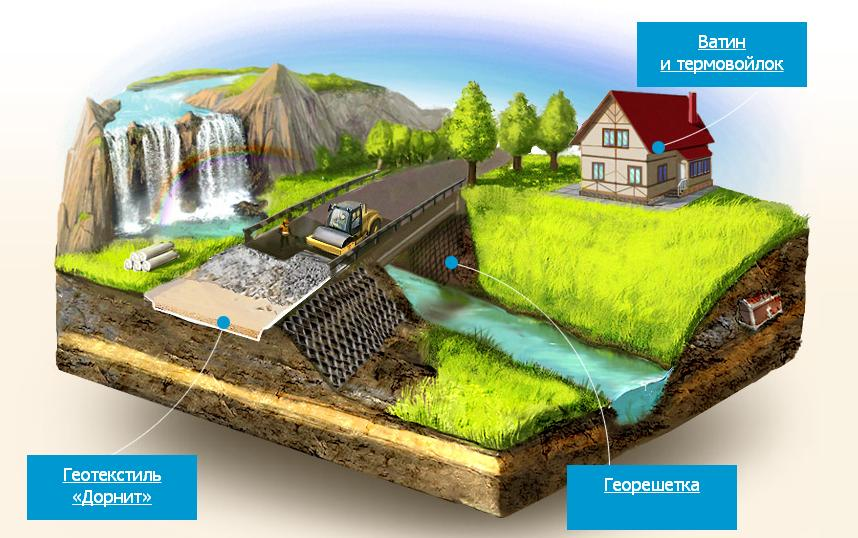 Ватин
и термовойлок
Геотекстиль
«Дорнит»
Георешетка